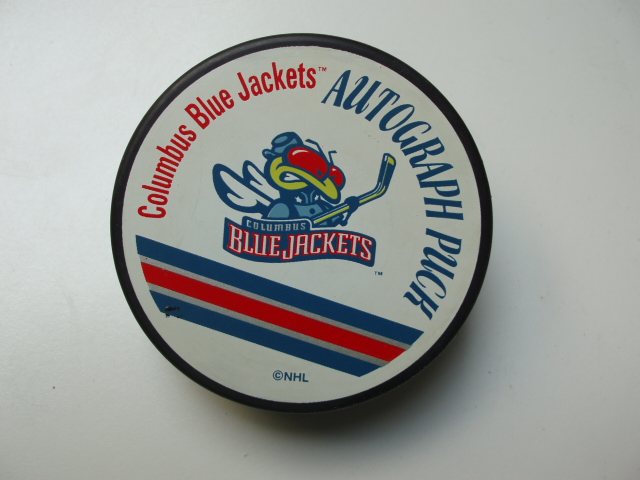 Columbus Blue Jackets™
AUTOGRAPH PUCK
COLUMBUS
BLUE JACKETS
™
©NHL